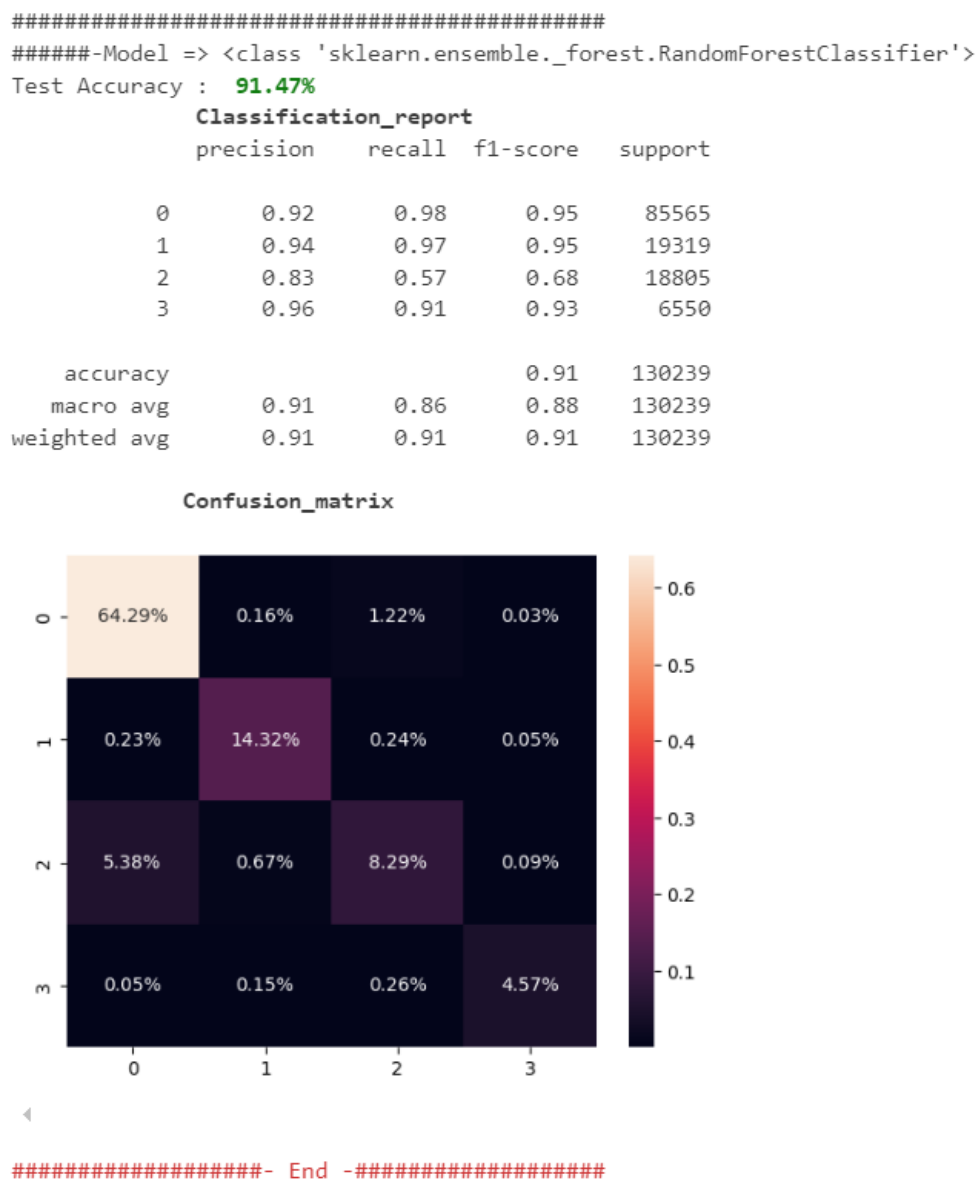 #############################################
######-Model => <class 'sklearn.ensemble._forest.RandomForestClassifier'>
Test Accuracy : 91.47%
Classification_report
precision recall f1-score support
0 0.92 0.98 0.95 85565
1 0.94 0.97 0.95 19319
2 0.83 0.57 0.68 18805
3 0.96 0.91 0.93 6550
accuracy 0.91 130239
macro avg 0.91 0.86 0.88 130239
weighted avg 0.91 0.91 0.91 130239
Confusion_matrix
0 64.29% 0.16% 1.22% 0.03%
1 0.23% 14.32% 0.24% 0.05%
2 5.38% 0.67% 8.29% 0.09%
3 0.05% 0.15% 0.26% 4.57%
0 1 2 3
0.6
0.5
0.4
0.3
0.2
0.1
###################- End -###################